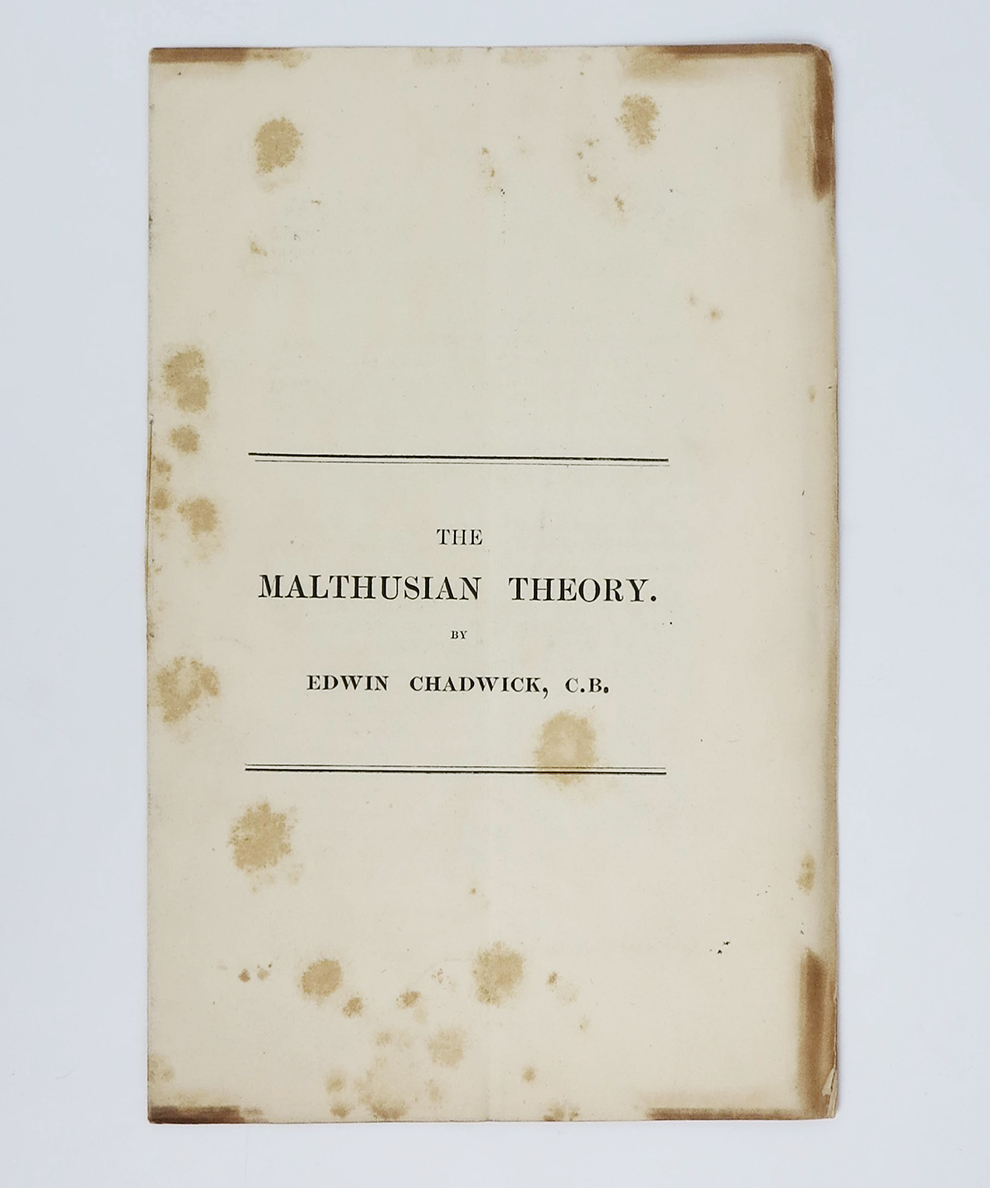 THE
MALTHUSIAN THEORY.
BY
EDWIN CHADWICK, C.B.